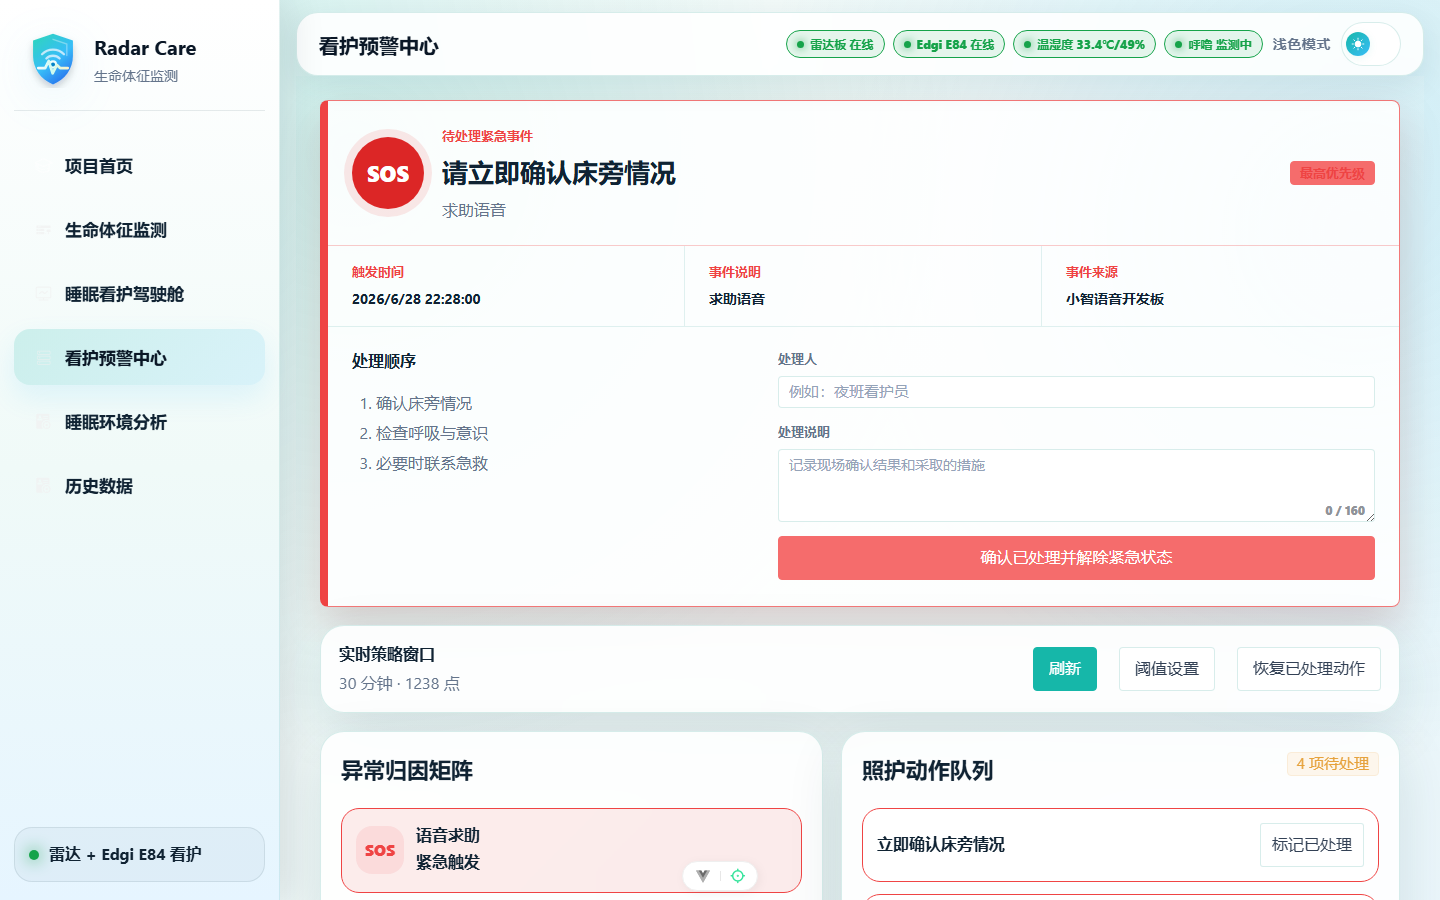 Radar Care
生命体征监测
项目首页
生命体征监测
睡眠看护驾驶舱
看护预警中心
睡眠环境分析
历史数据
雷达 + Edgi E84 看护
看护预警中心
雷达板 在线
Edgi E84 在线
温湿度 33.4℃/49%
呼噜 监测中
浅色模式
SOS
待处理紧急事件
请立即确认床旁情况
求助语音
最高优先级
触发时间
2026/6/28 22:28:00
事件说明
求助语音
事件来源
小智语音开发板
处理顺序
1. 确认床旁情况
2. 检查呼吸与意识
3. 必要时联系急救
处理人
例如：夜班看护员
处理说明
记录现场确认结果和采取的措施
0 / 160
确认已处理并解除紧急状态
实时策略窗口
30 分钟 · 1238 点
刷新
阈值设置
恢复已处理动作
异常归因矩阵
SOS
语音求助
紧急触发
照护动作队列
4 项待处理
立即确认床旁情况
标记已处理